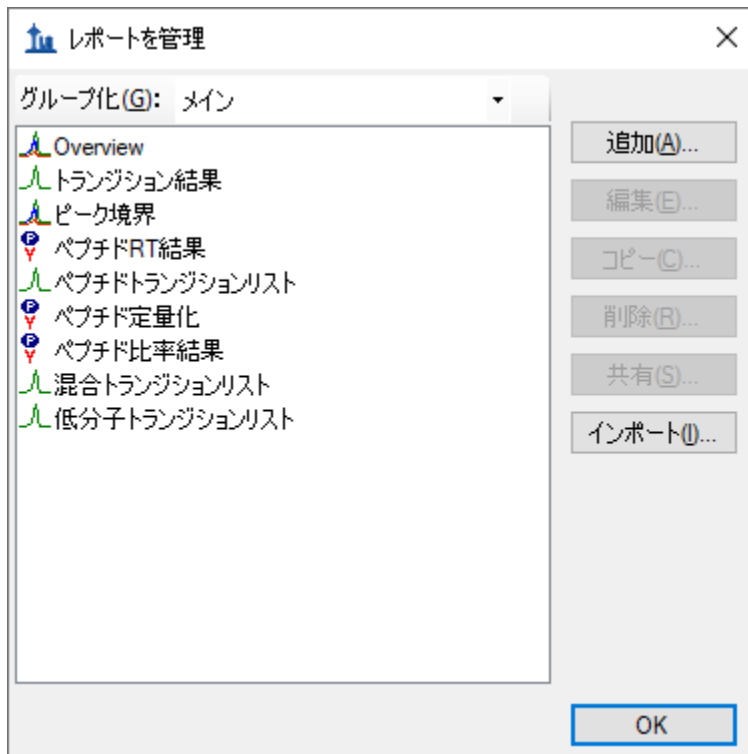 レポートを管理
グループ化(G): メイン
Overview
トランジション結果
ピーク境界
ペプチドRT結果
ペプチドトランジションリスト
ペプチド定量化
ペプチド比率結果
混合トランジションリスト
低分子トランジションリスト
追加(A)...
編集(E)...
コピー(C)...
削除(R)...
共有(S)...
インポート(I)...
OK